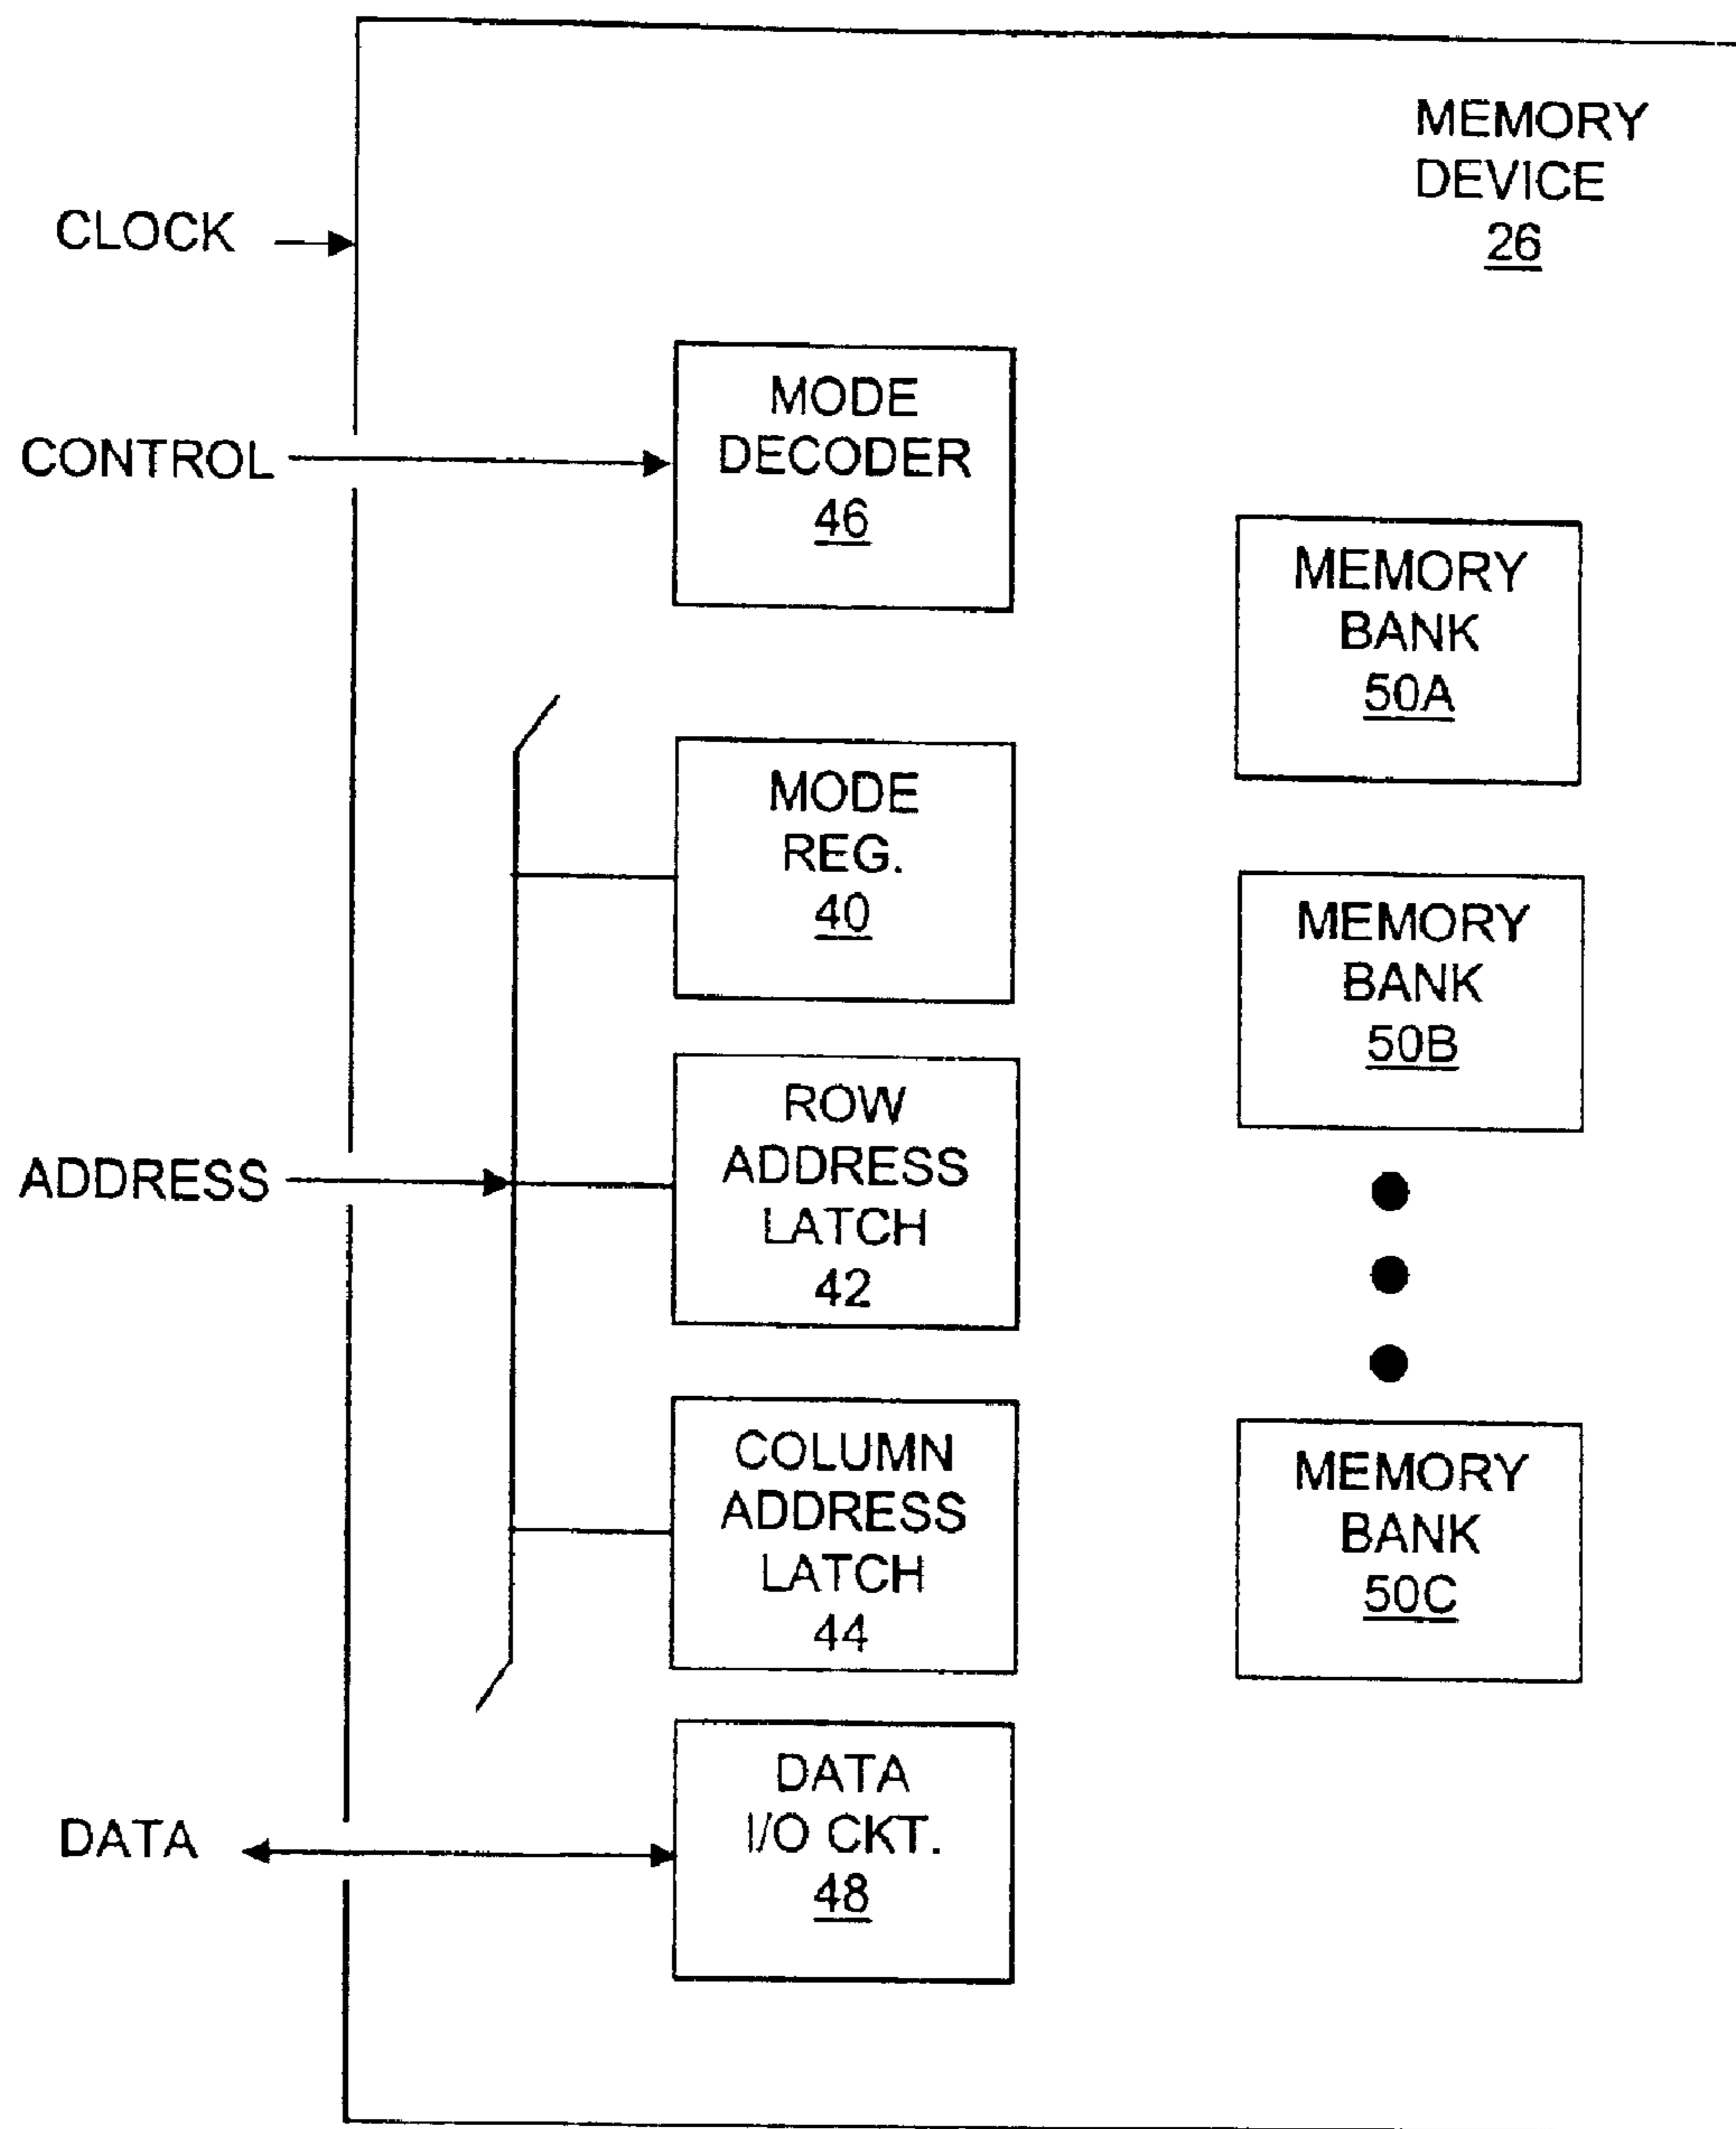 MEMORY
DEVICE
26
CLOCK
CONTROL
MODE
DECODER
46
MEMORY
BANK
50A
MODE
REG.
40
MEMORY
BANK
50B
ADDRESS
ROW
ADDRESS
LATCH
42
COLUMN
ADDRESS
LATCH
44
MEMORY
BANK
50C
DATA
DATA
I/O CKT.
48